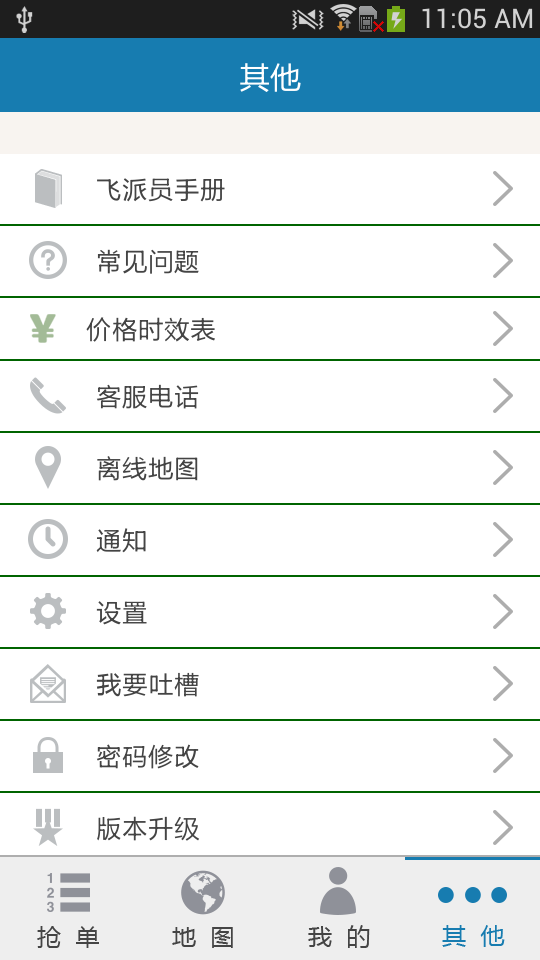 11:05 AM
其他
飞派员手册
常见问题
¥ 价格时效表
客服电话
离线地图
通知
设置
我要吐槽
密码修改
版本升级
1
2
3
抢单 地图 我的 其他